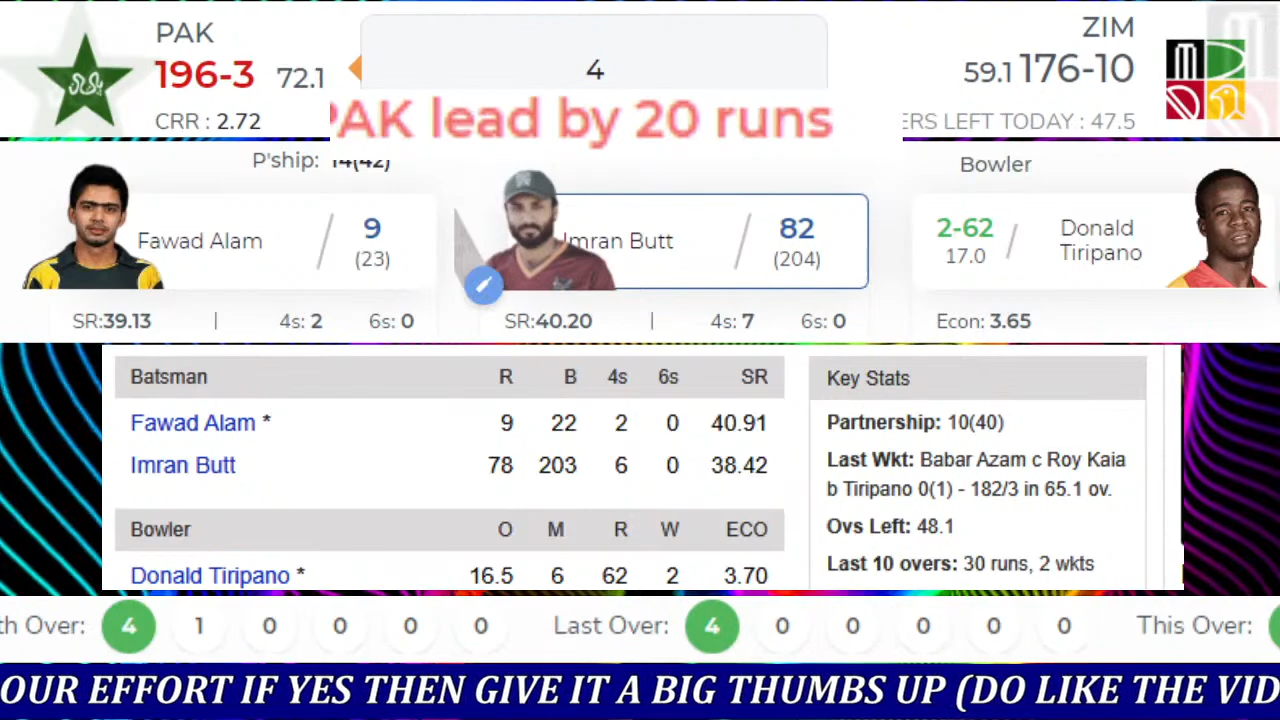 PAK
196-3 72.1
CRR : 2.72
4
PAK lead by 20 runs
ZIM
59.1 176-10
ERS LEFT TODAY : 47.5
P'ship: 14(42)
Fawad Alam
9
(23)
SR:39.13 | 4s: 2 6s: 0
Imran Butt
82
(204)
SR:40.20 | 4s: 7 6s: 0
Bowler
2-62
17.0
Donald
Tiripano
Econ: 3.65
Batsman R B 4s 6s SR
Fawad Alam * 9 22 2 0 40.91
Imran Butt 78 203 6 0 38.42
Bowler O M R W ECO
Donald Tiripano * 16.5 6 62 2 3.70
Key Stats
Partnership: 10(40)
Last Wkt: Babar Azam c Roy Kaia
b Tiripano 0(1) - 182/3 in 65.1 ov.
Ovs Left: 48.1
Last 10 overs: 30 runs, 2 wkts
th Over: 4 1 0 0 0 0 Last Over: 4 0 0 0 0 0 This Over:
OUR EFFORT IF YES THEN GIVE IT A BIG THUMBS UP (DO LIKE THE VID